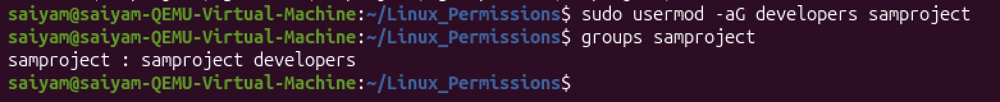 saiyam@saiyam-QEMU-Virtual-Machine:~/Linux_Permissions$ sudo usermod -aG developers samproject
saiyam@saiyam-QEMU-Virtual-Machine:~/Linux_Permissions$ groups samproject
samproject : samproject developers
saiyam@saiyam-QEMU-Virtual-Machine:~/Linux_Permissions$